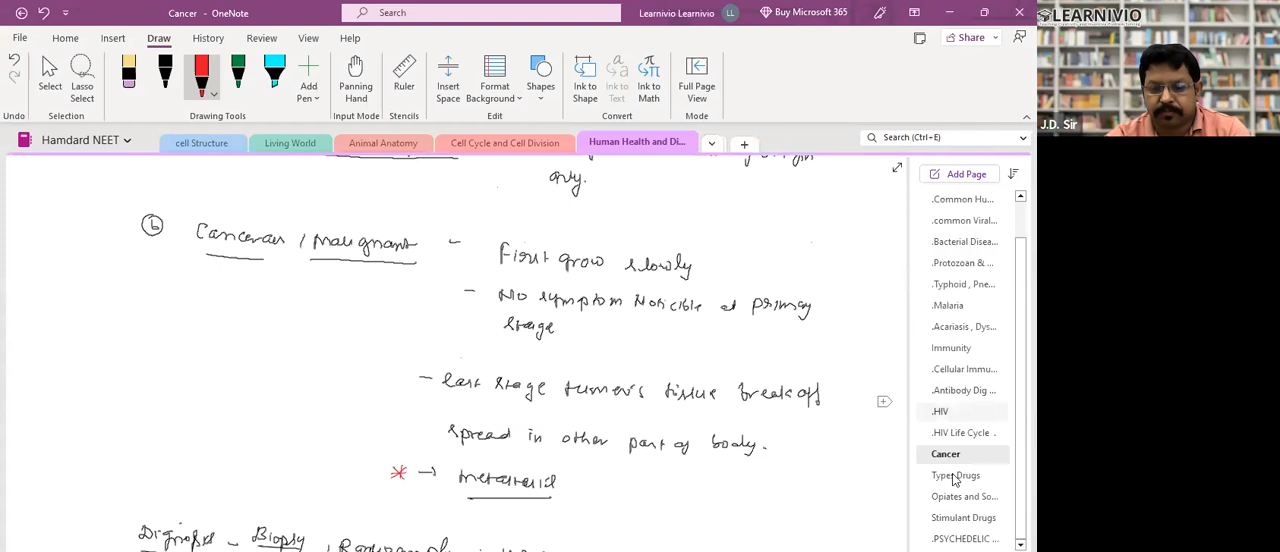 Cancer - OneNote
Search
Learnivio Learnivio
LL
Buy Microsoft 365
LEARNIVIO
File
Home
Insert
Draw
History
Review
View
Help
Share
Undo
Select
Lasso
Select
Add
Pen
Panning
Hand
Ruler
Insert
Space
Format
Background
Shapes
Ink to
Shape
Ink to
Text
Ink to
Math
Full Page
View
Undo
Selection
Drawing Tools
Input Mode
Stencils
Edit
Convert
Mode
J.D. Sir
Hamdard NEET
cell Structure
Living World
Animal Anatomy
Cell Cycle and Cell Division
Human Health and Di...
Search (Ctrl+E)
Add Page
.Common Hu...
.common Viral...
.Bacterial Disea...
.Protozoan & ...
.Typhoid, Pne...
.Malaria
.Acariasis , Dys...
Immunity
.Cellular Immu...
.Antibody Dig ...
.HIV
.HIV Life Cycle .
Cancer
Drugs
Opiates and So...
Stimulant Drugs
.PSYCHEDELIC ...
only.
b / Malignant - First grow slowly
- No symptom Noticible at primary
stage
- last stage tumer's tissue break off
spread in other part of body.
* →
- Biopsy,